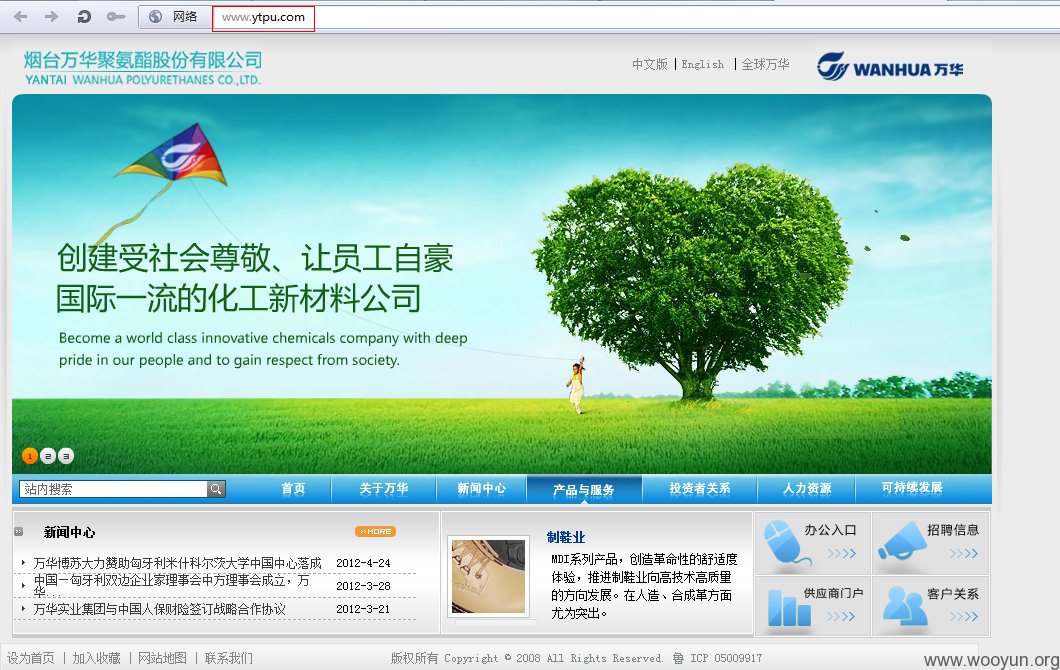 网络
www.ytpu.com
烟台万华聚氨酯股份有限公司
YANTAI WANHUA POLYURETHANES CO.,LTD.
中文版 | English | 全球万华
WANHUA 万华
创建受社会尊敬、让员工自豪
国际一流的化工新材料公司
Become a world class innovative chemicals company with deep
pride in our people and to gain respect from society.
1 2 3
站内搜索
首页 关于万华 新闻中心 产品与服务 投资者关系 人力资源 可持续发展
新闻中心 MORE
万华博苏大力赞助匈牙利米什科尔茨大学中国中心落成 2012-4-24
中国－匈牙利双边企业家理事会中方理事会成立，万
华... 2012-3-28
万华实业集团与中国人保财险签订战略合作协议 2012-3-21
制鞋业
MDI系列产品，创造革命性的舒适度
体验，推进制鞋业向高技术高质量
的方向发展。在人造、合成革方面
尤为突出。
办公入口
招聘信息
供应商门户
客户关系
设为首页 | 加入收藏 | 网站地图 | 联系我们
版权所有 Copyright © 2008 All Rights Reserved. 鲁 ICP 05009917
www.wooyun.org